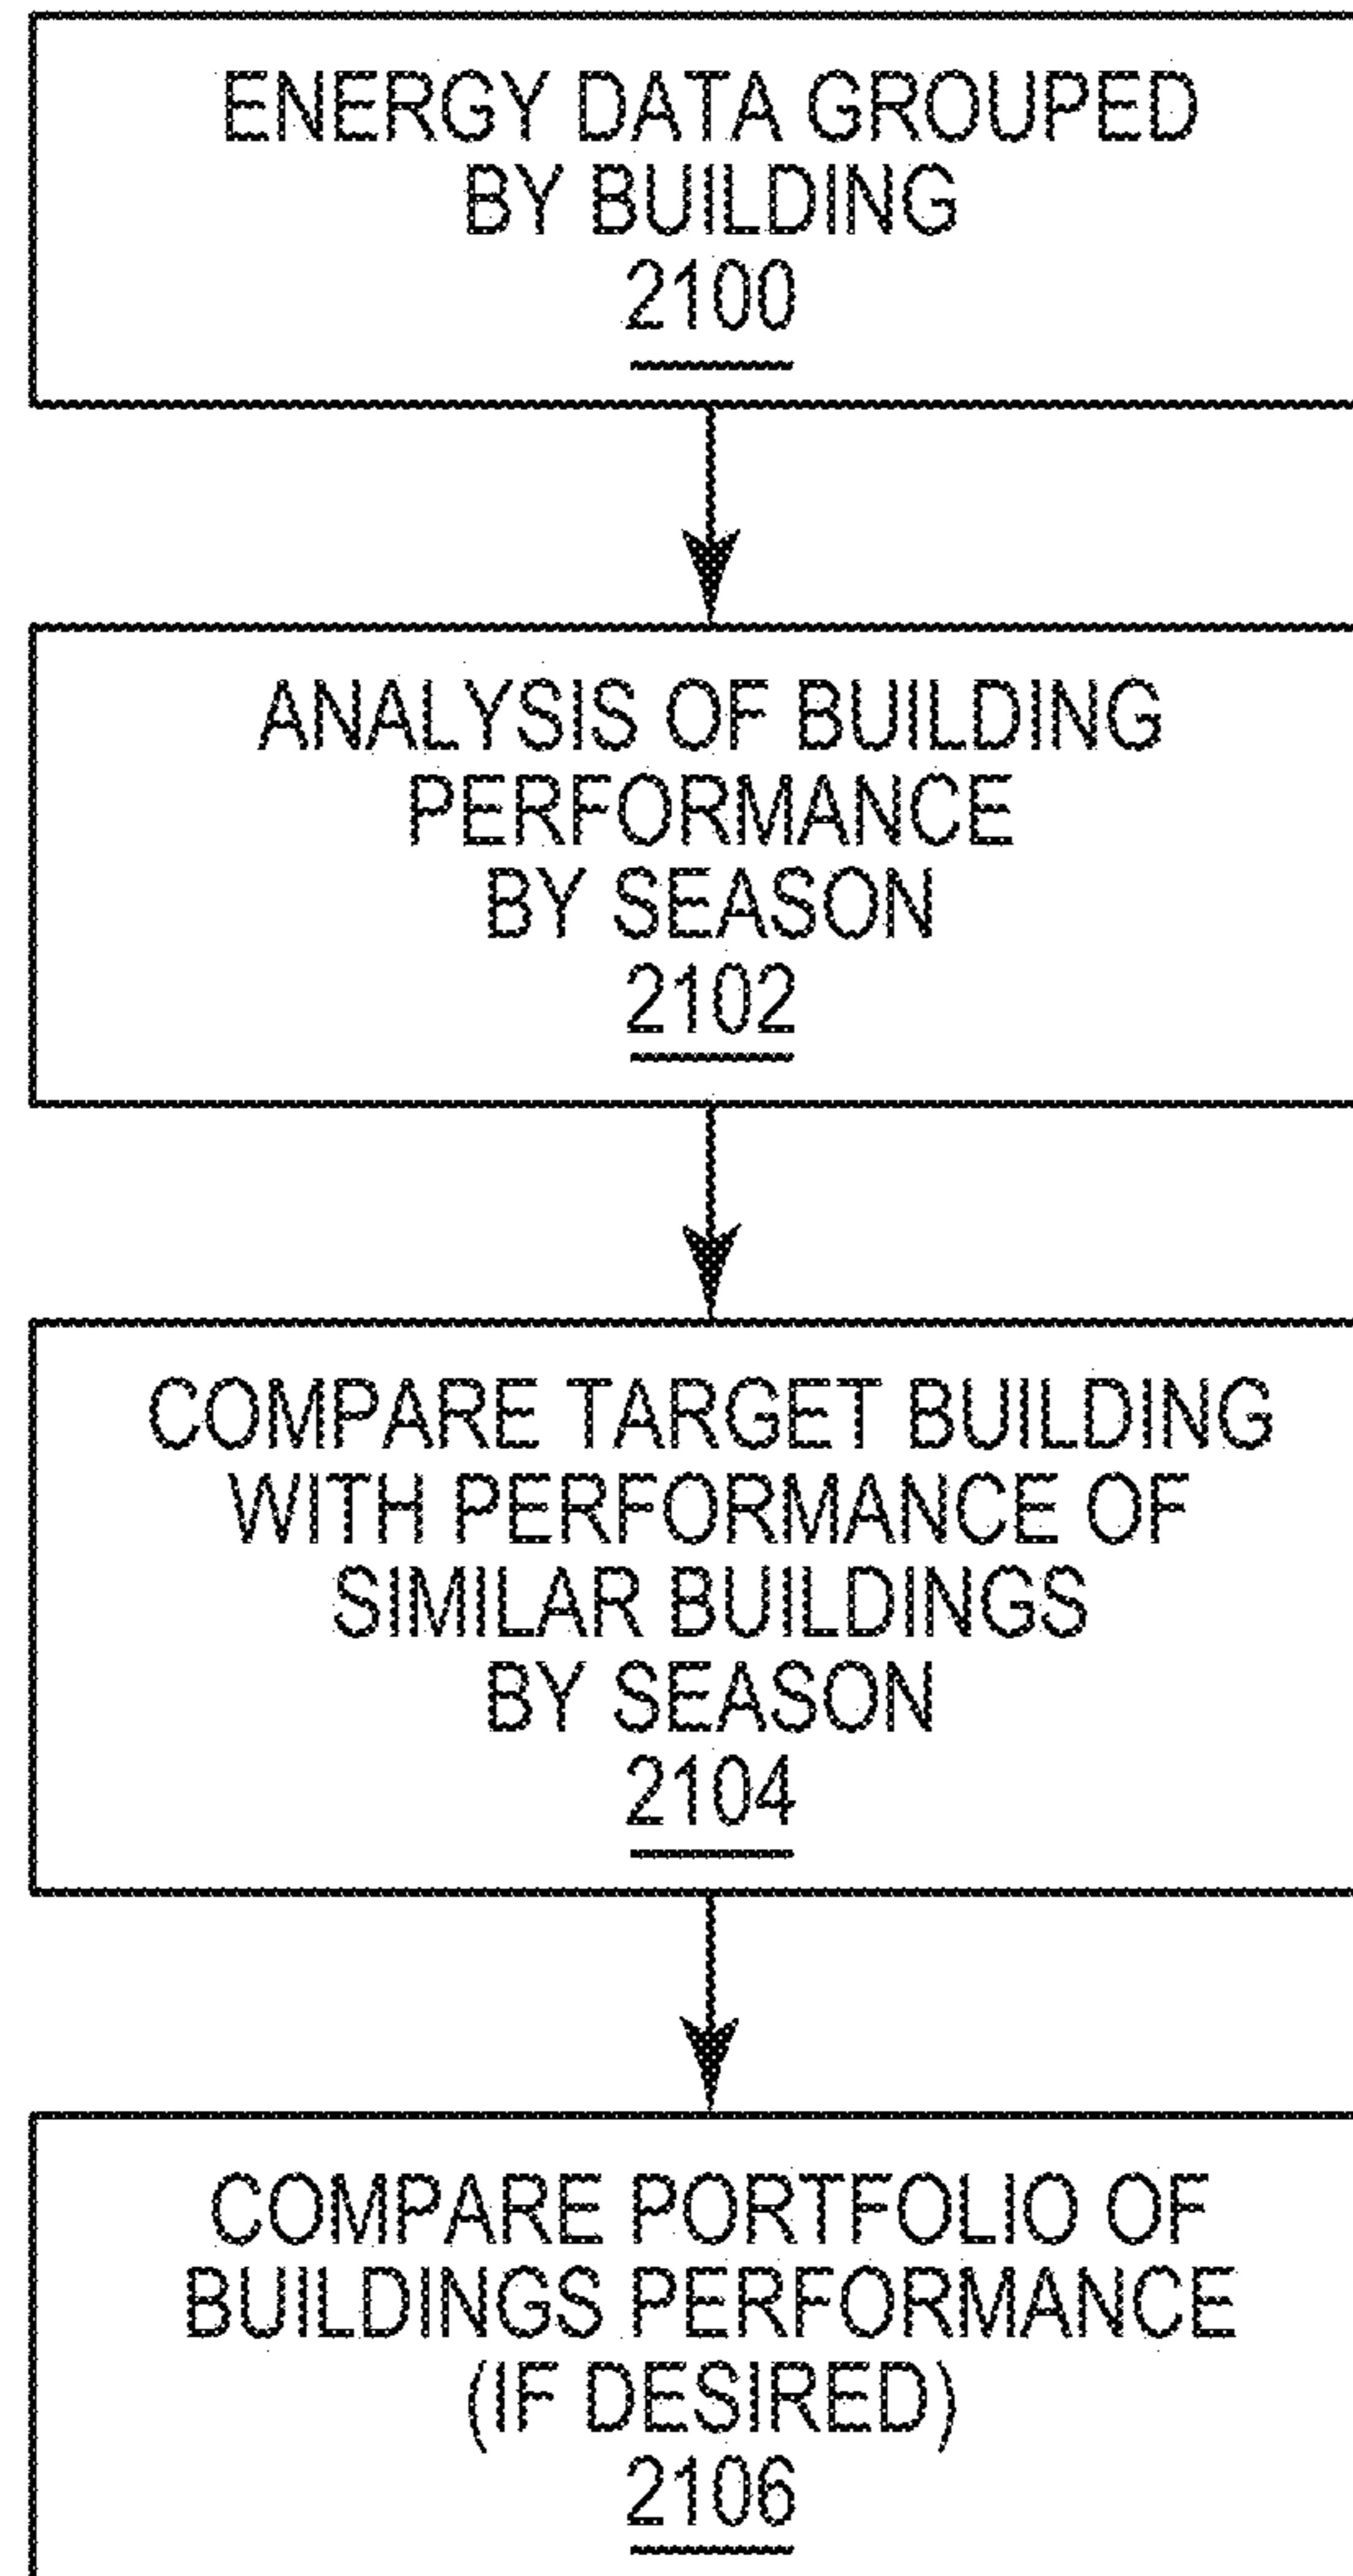 ENERGY DATA GROUPED
BY BUILDING
2100
ANALYSIS OF BUILDING
PERFORMANCE
BY SEASON
2102
COMPARE TARGET BUILDING
WITH PERFORMANCE OF
SIMILAR BUILDINGS
BY SEASON
2104
COMPARE PORTFOLIO OF
BUILDINGS PERFORMANCE
(IF DESIRED)
2106